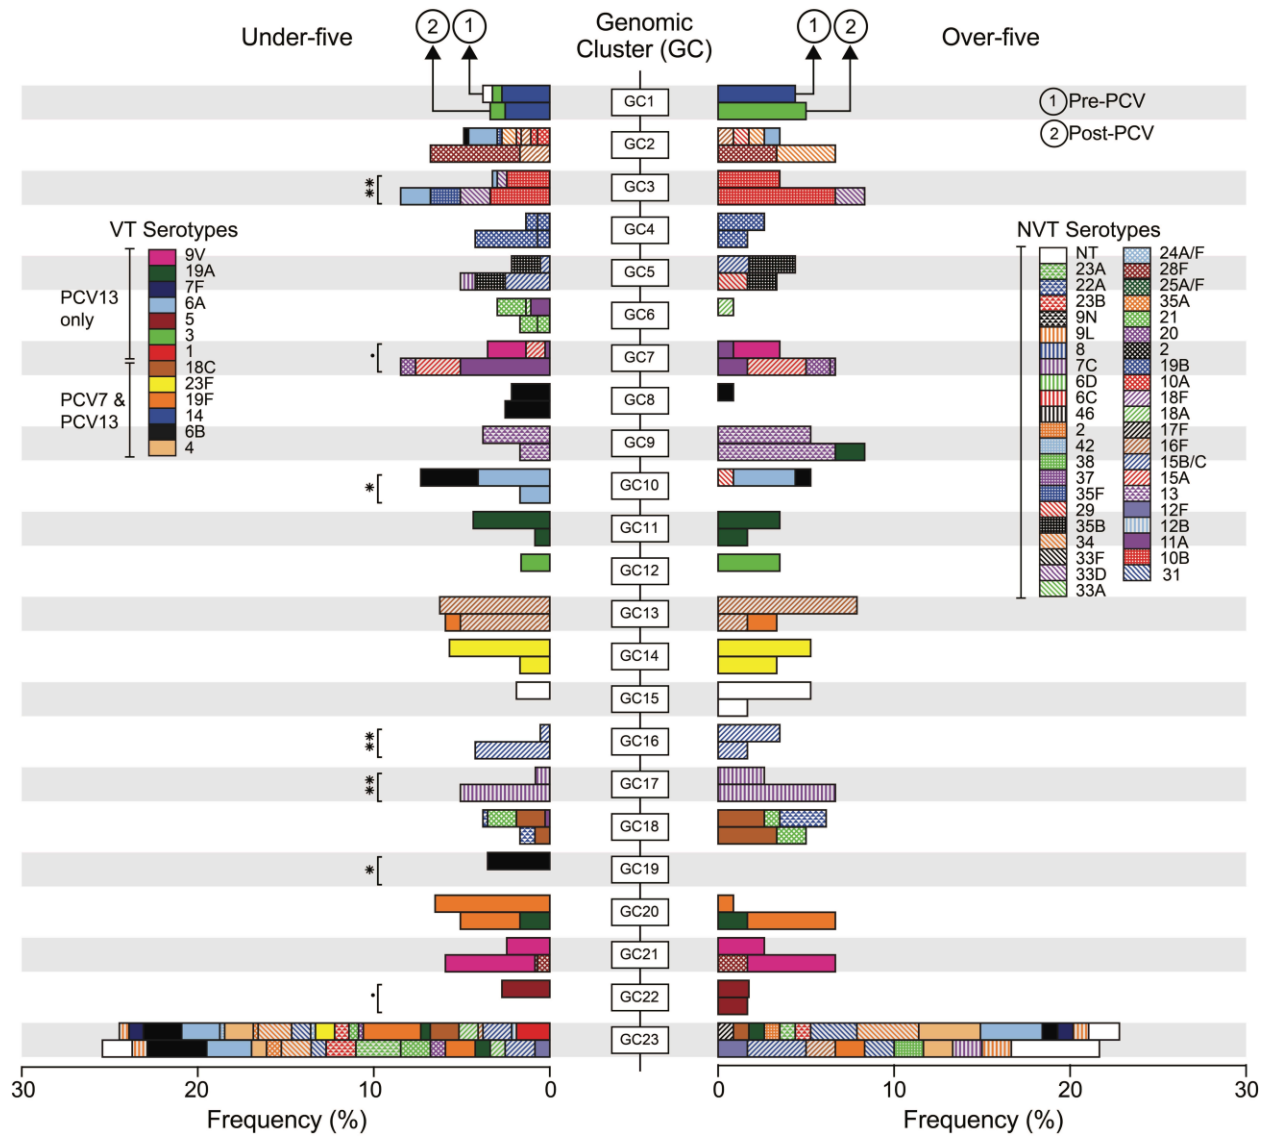 Under-five
2
1
Genomic
Cluster (GC)
1
2
Over-five
GC1
GC2
GC3
GC4
GC5
GC6
GC7
GC8
GC9
GC10
GC11
GC12
GC13
GC14
GC15
GC16
GC17
GC18
GC19
GC20
GC21
GC22
GC23
1 Pre-PCV
2 Post-PCV
**
*
**
**
*
VT Serotypes
PCV13
only
PCV7 &
PCV13
9V
19A
7F
6A
5
3
1
18C
23F
19F
14
6B
4
NVT Serotypes
NT
23A
22A
23B
9N
9L
8
7C
6D
6C
46
2
42
38
37
35F
29
35B
34
33F
33D
33A
24A/F
28F
25A/F
35A
21
20
2
19B
10A
18F
18A
17F
16F
15B/C
15A
13
12F
12B
11A
10B
31
30
20
10
0
0
10
20
30
Frequency (%)
Frequency (%)